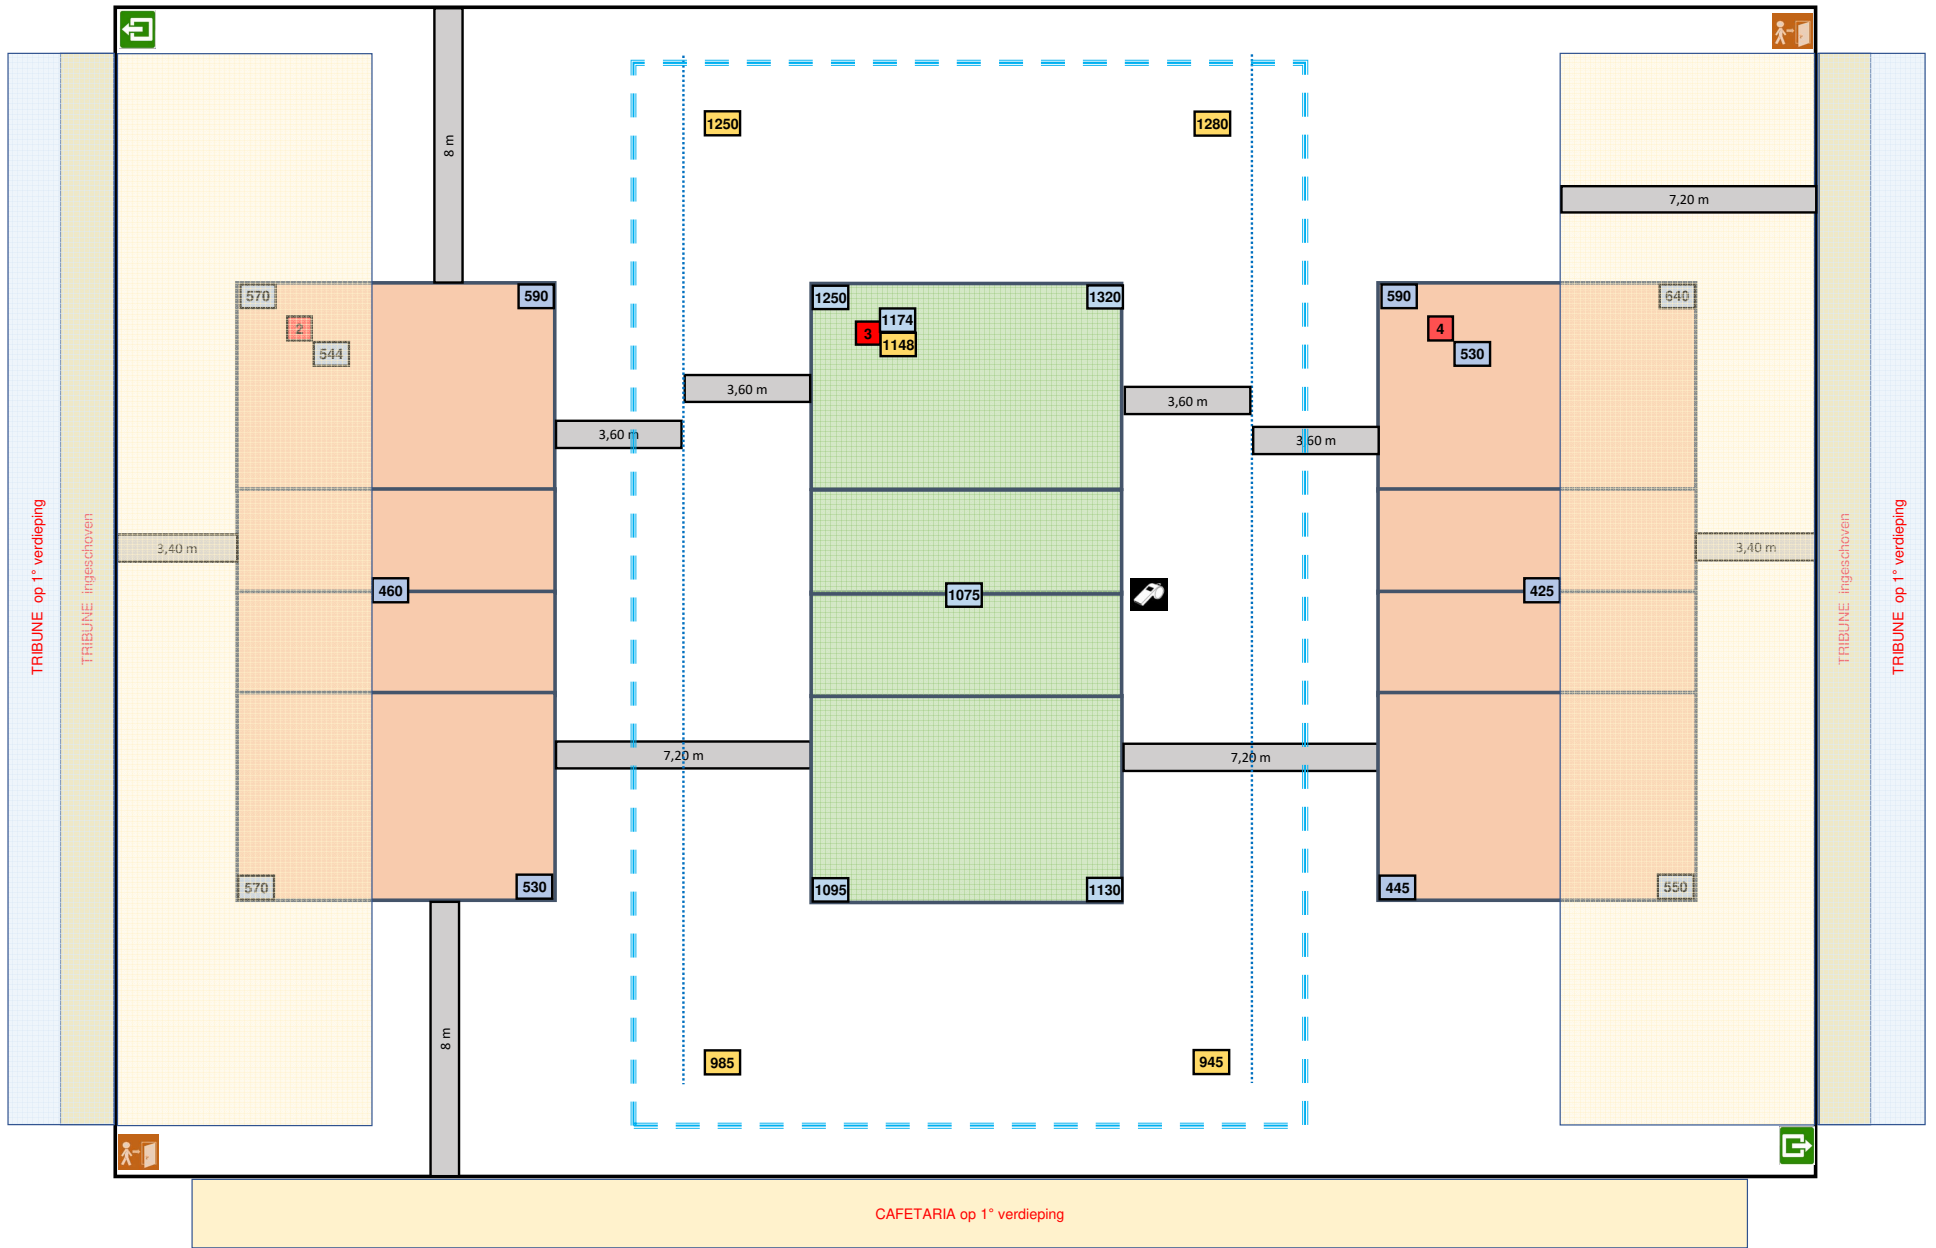 8 m
1250
1280
7,20 m
570
590
1250
1320
590
640
2
544
3
1174
1148
4
530
3,60 m
3,60 m
3,60 m
3,60 m
TRIBUNE op 1° verdieping
TRIBUNE ingeschoven
3,40 m
3,40 m
TRIBUNE ingeschoven
TRIBUNE op 1° verdieping
460
1075
425
7,20 m
7,20 m
570
530
1095
1130
445
550
8 m
985
945
CAFETARIA op 1° verdieping